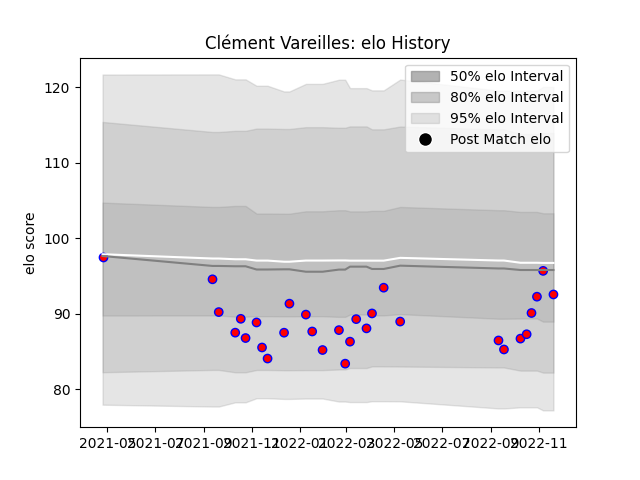 Clément Vareilles: elo History
50% elo Interval
80% elo Interval
95% elo Interval
Post Match elo
elo score
120
110
100
90
80
2021-05 2021-07 2021-09 2021-11 2022-01 2022-03 2022-05 2022-07 2022-09 2022-11